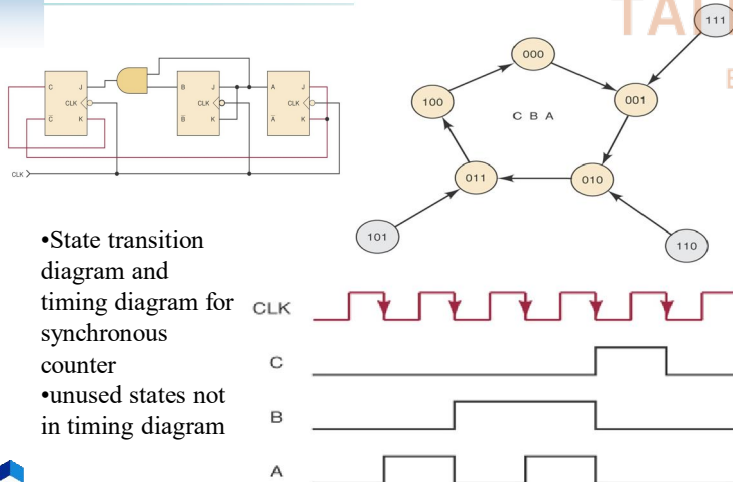 TAU
E
C J
B J
A J
CLK
CLK
CLK
C̅ K
B̅ K
A̅ K
CLK
111
000
100
001
C B A
011
010
101
110
•State transition
diagram and
timing diagram for
synchronous
counter
•unused states not
in timing diagram
CLK
C
B
A